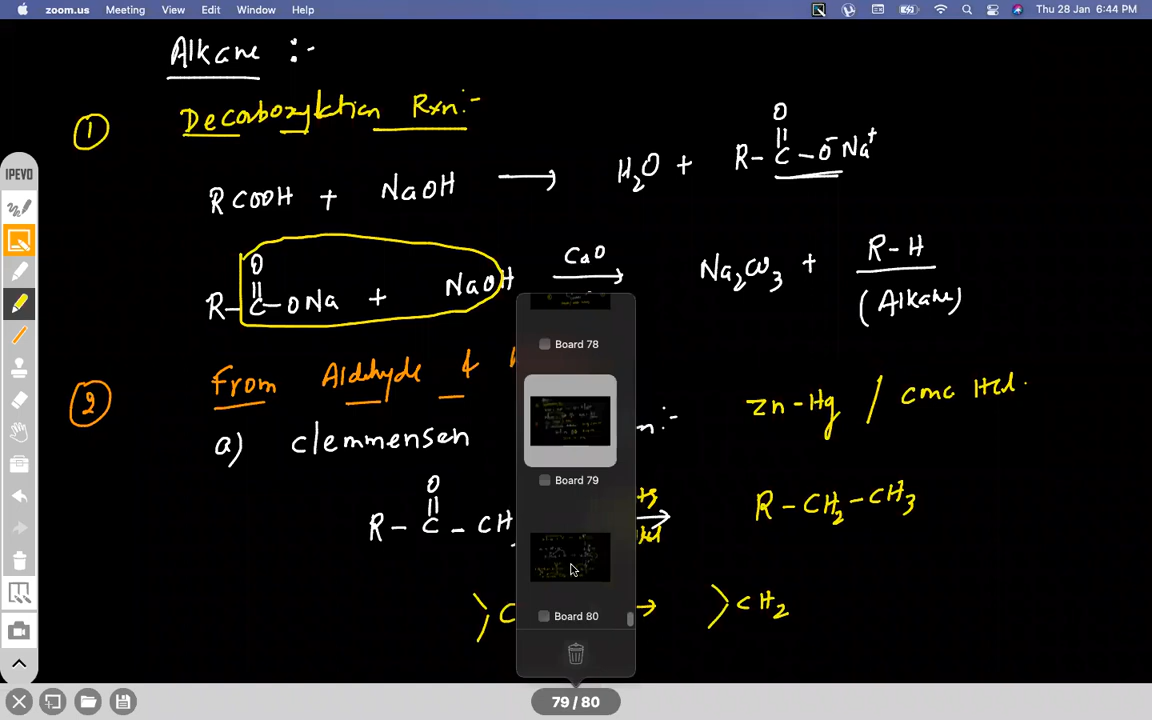 zoom.us Meeting View Edit Window Help Thu 28 Jan 6:44 PM
Alkane :-
① Decarboxylation Rxn:-
RCOOH + NaOH ⟶ H₂O + R-C(=O)-O⁻Na⁺
R-C(=O)-ONa + NaOH CaO ⟶ Na₂CO₃ + R-H
(Alkane)
② From Aldehyde &
Zn-Hg / conc HCl.
a) clemmensen n:-
R-C(=O)-CH ⟶ R-CH₂-CH₃
>C ⟶ >CH₂
IPEVO
Board 78
Board 79
Board 80
79 / 80